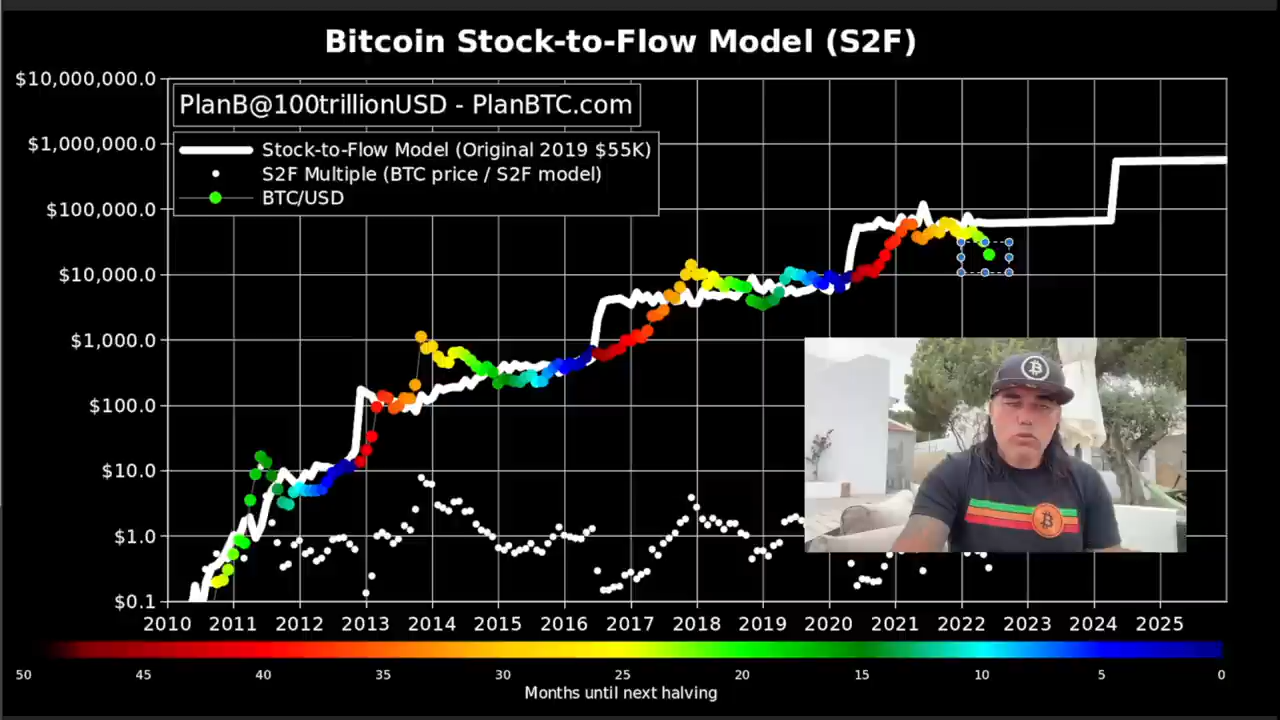 Bitcoin Stock-to-Flow Model (S2F)
$10,000,000.0
$1,000,000.0
$100,000.0
$10,000.0
$1,000.0
$100.0
$10.0
$1.0
$0.1
PlanB@100trillionUSD - PlanBTC.com
Stock-to-Flow Model (Original 2019 $55K)
S2F Multiple (BTC price / S2F model)
BTC/USD
2010 2011 2012 2013 2014 2015 2016 2017 2018 2019 2020 2021 2022 2023 2024 2025
50 45 40 35 30 25 20 15 10 5 0
Months until next halving